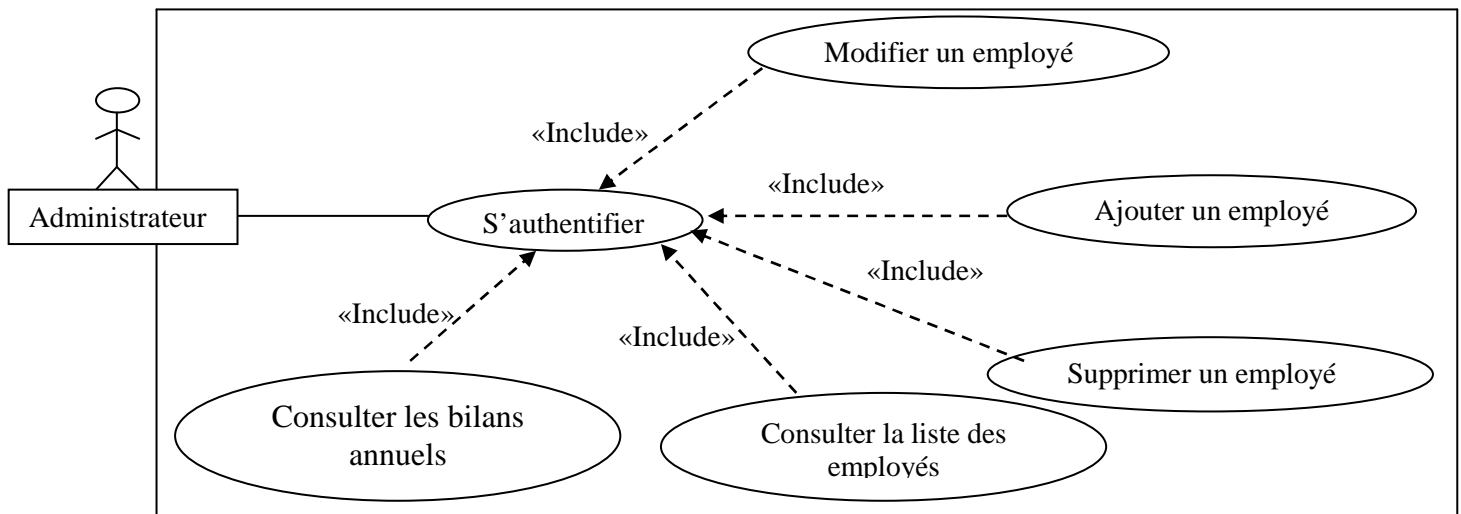 Modifier un employé
«Include»
«Include»
Ajouter un employé
Administrateur
S’authentifier
«Include»
«Include»
«Include»
Supprimer un employé
Consulter les bilans
annuels
Consulter la liste des
employés